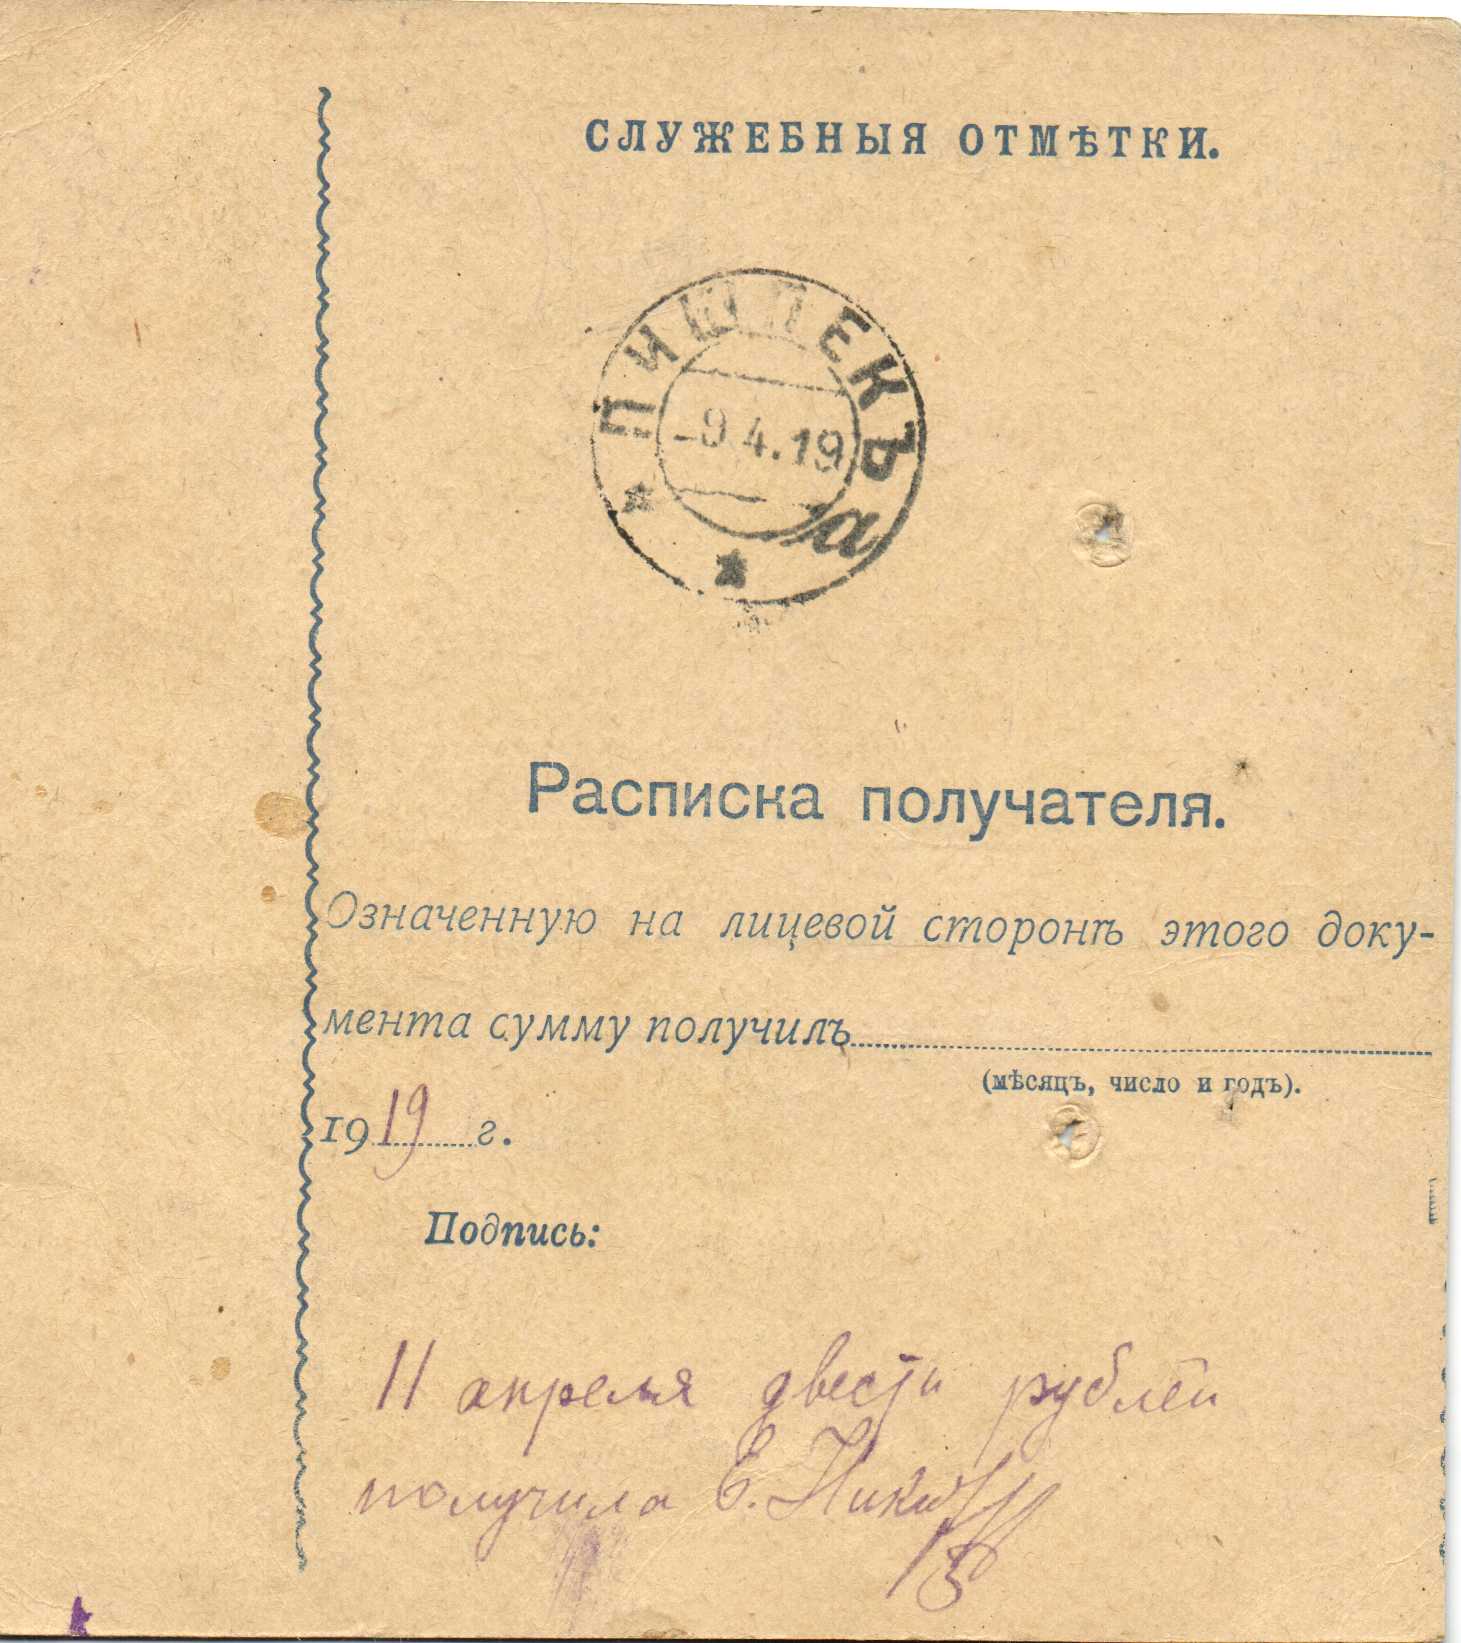 СЛУЖЕБНЫЯ ОТМѢТКИ.
ПИШПЕКЪ
-9.4.19
а
Расписка получателя.
Означенную на лицевой сторонѣ этого доку-
мента сумму получилъ
(мѣсяцъ, число и годъ).
1919 г.
Подпись:
11 апреля двести рублей
получила Е.